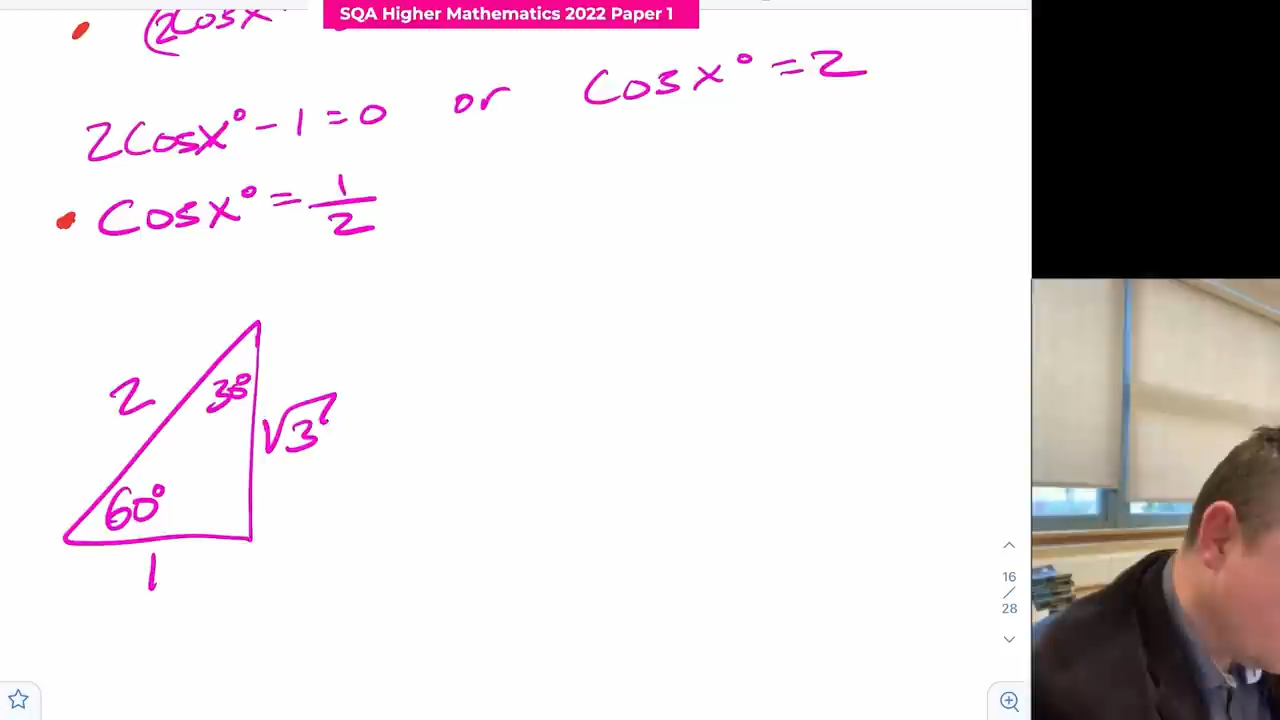 SQA Higher Mathematics 2022 Paper 1
(2cosx°
2cosx° - 1 = 0 or cosx° = 2
cosx° = 1/2
2
30°
√3
60°
1
16
/
28